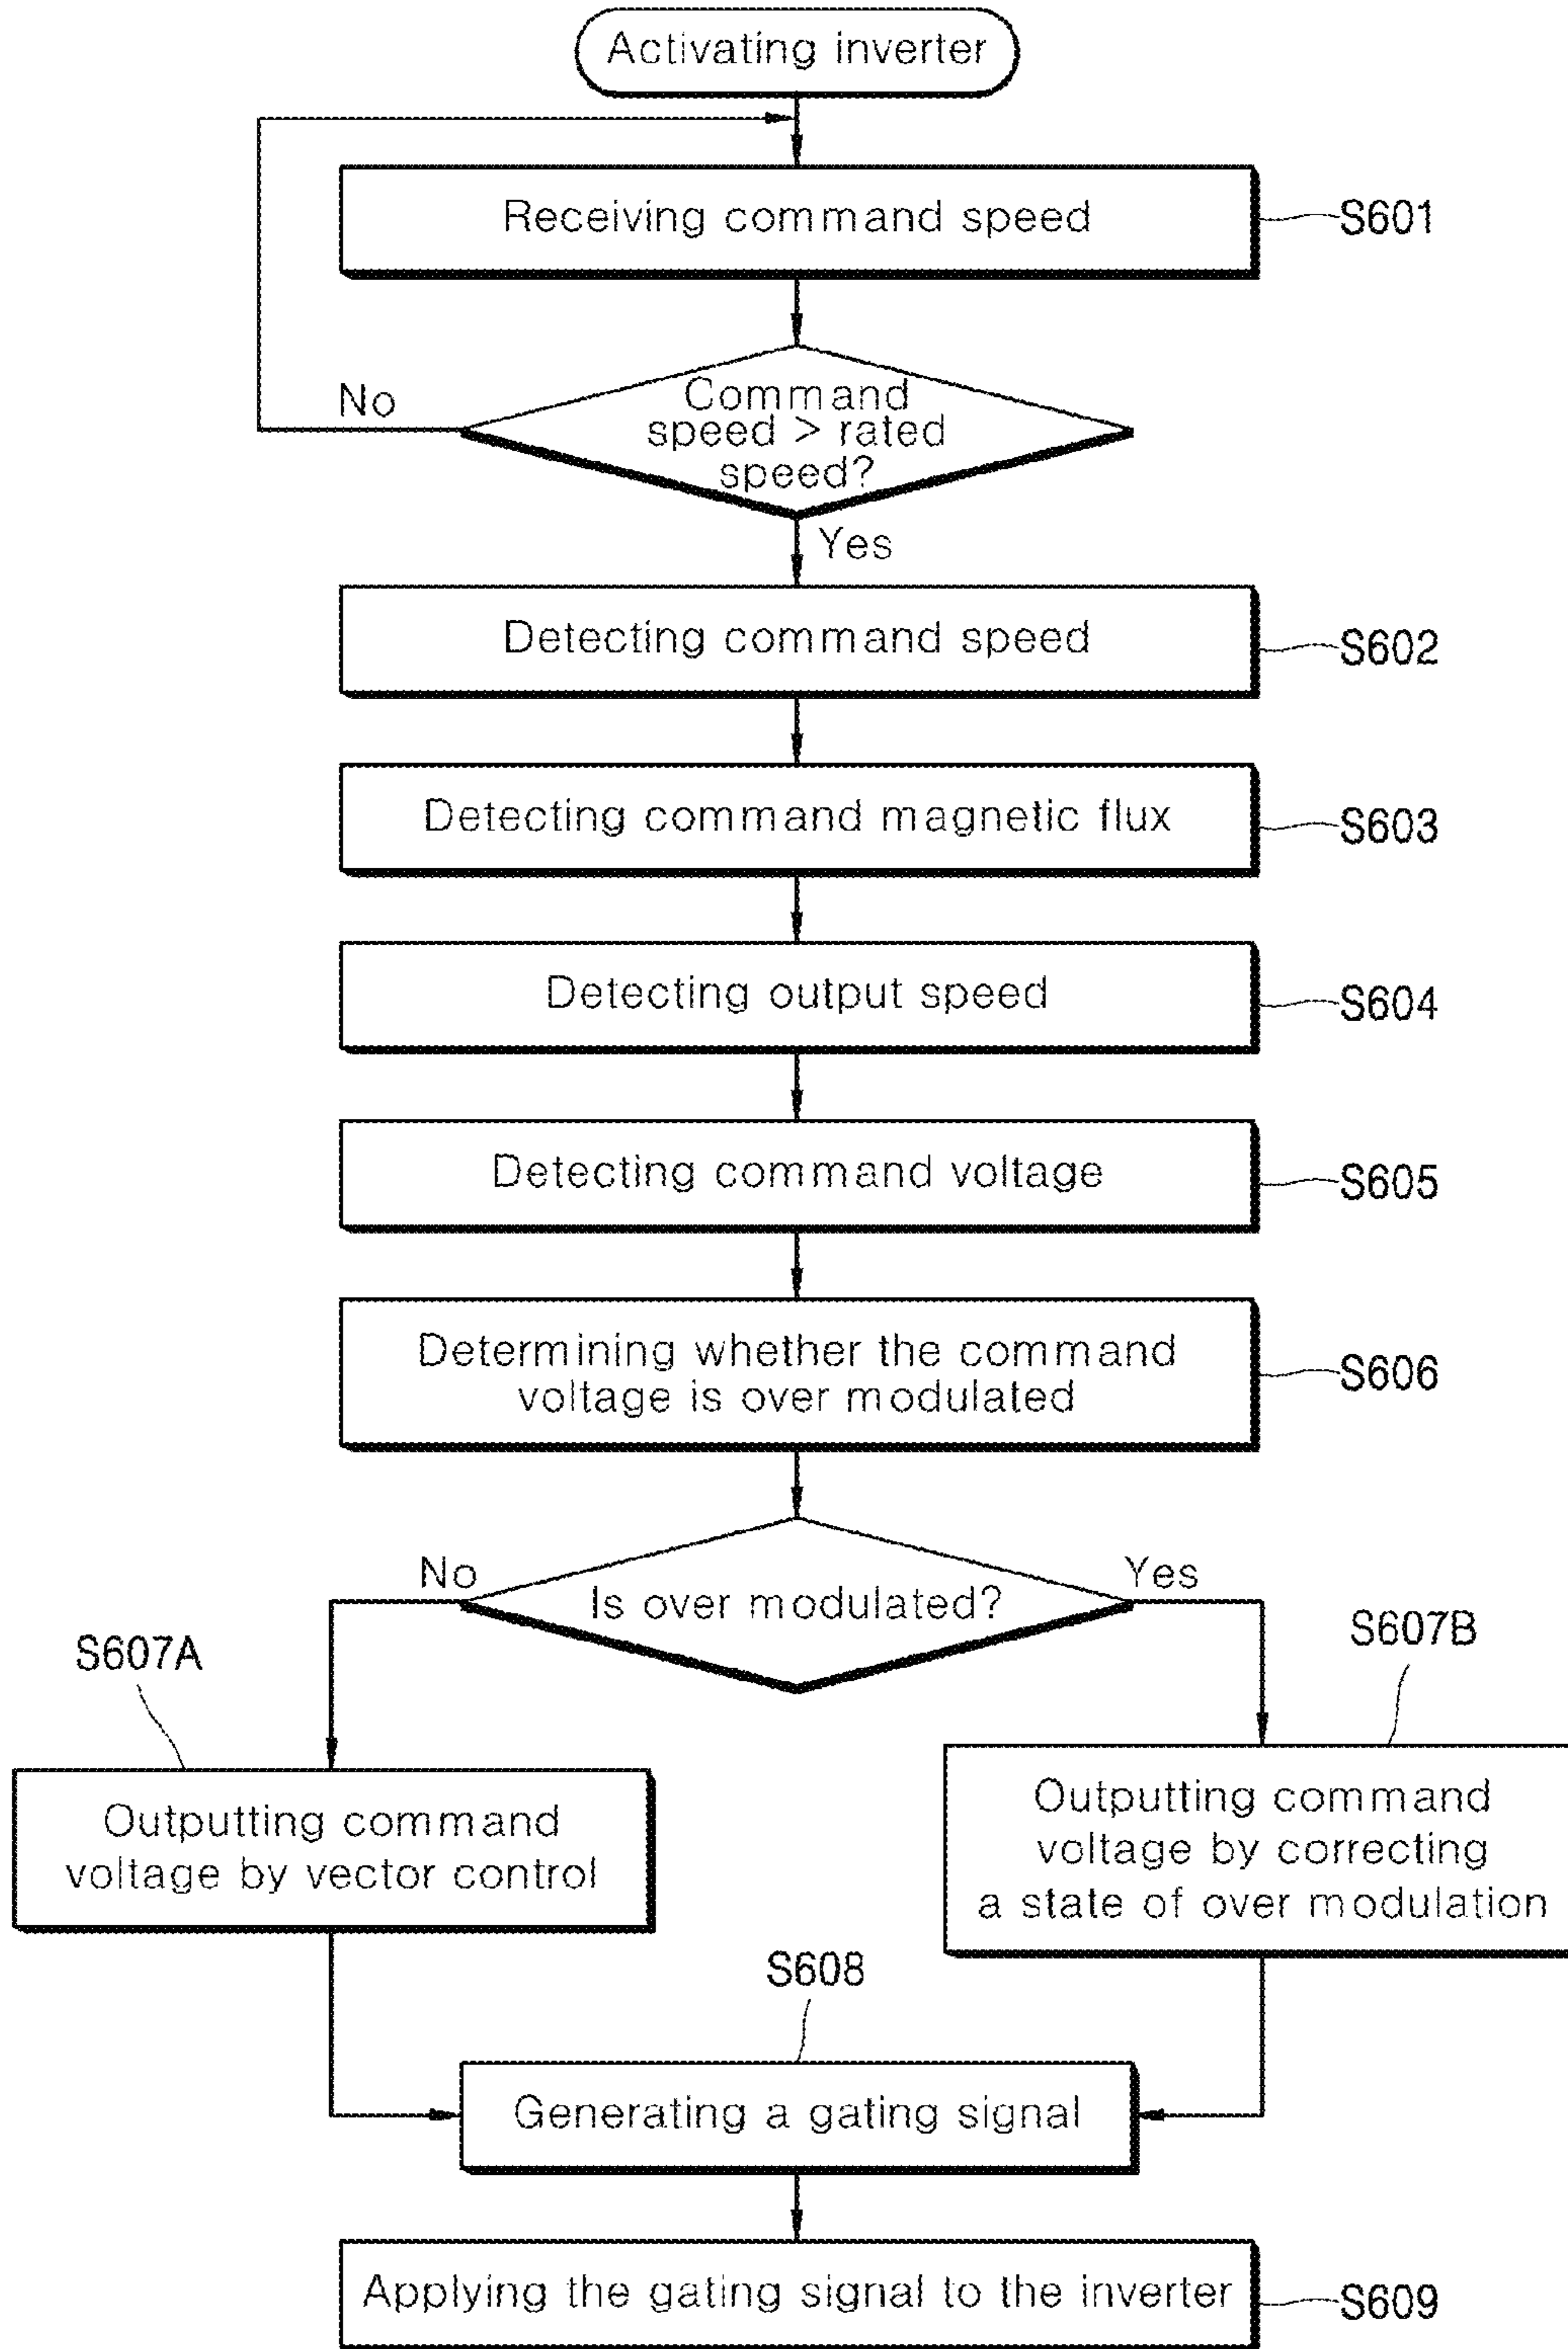 Activating inverter
Receiving command speed
S601
Command
speed > rated
speed?
No
Yes
Detecting command speed
S602
Detecting command magnetic flux
S603
Detecting output speed
S604
Detecting command voltage
S605
Determining whether the command
voltage is over modulated
S606
Is over modulated?
No
Yes
S607A
S607B
Outputting command
voltage by vector control
Outputting command
voltage by correcting
a state of over modulation
S608
Generating a gating signal
Applying the gating signal to the inverter
S609